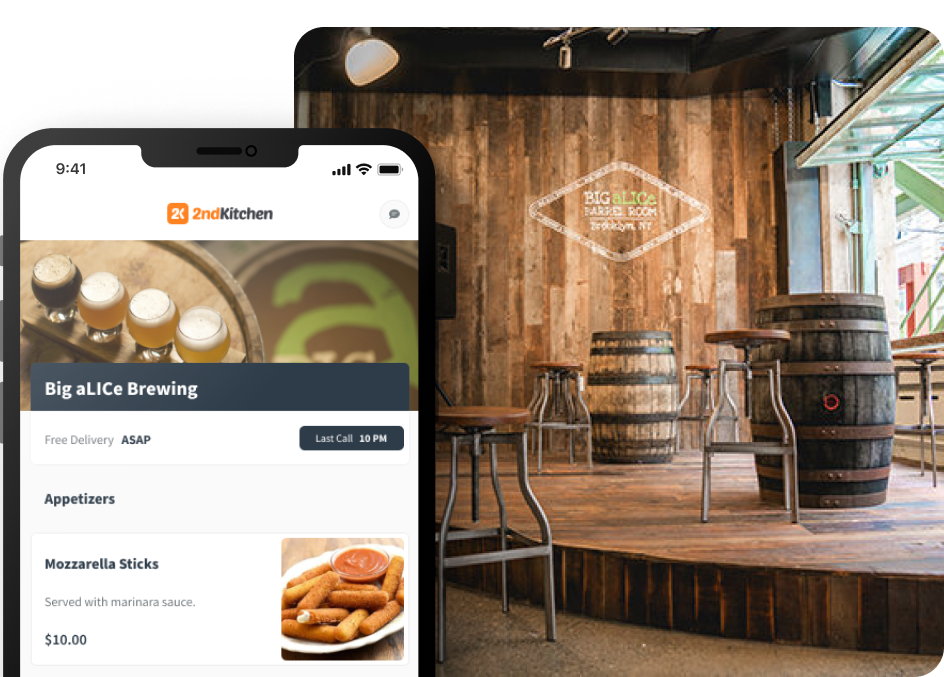 9:41
2K 2ndKitchen
Big aLICe Brewing
Free Delivery ASAP
Last Call 10 PM
Appetizers
Mozzarella Sticks
Served with marinara sauce.
$10.00
BIG aLICe
BARREL ROOM
Brooklyn, NY